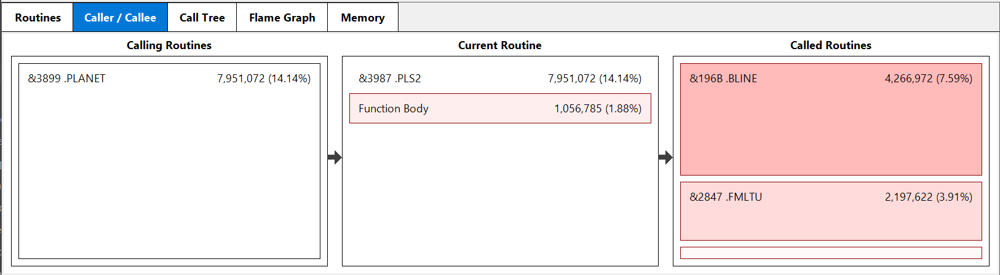 Routines Caller / Callee Call Tree Flame Graph Memory
Calling Routines
&3899 .PLANET 7,951,072 (14.14%)
Current Routine
&3987 .PLS2 7,951,072 (14.14%)
Function Body 1,056,785 (1.88%)
Called Routines
&196B .BLINE 4,266,972 (7.59%)
&2847 .FMLTU 2,197,622 (3.91%)